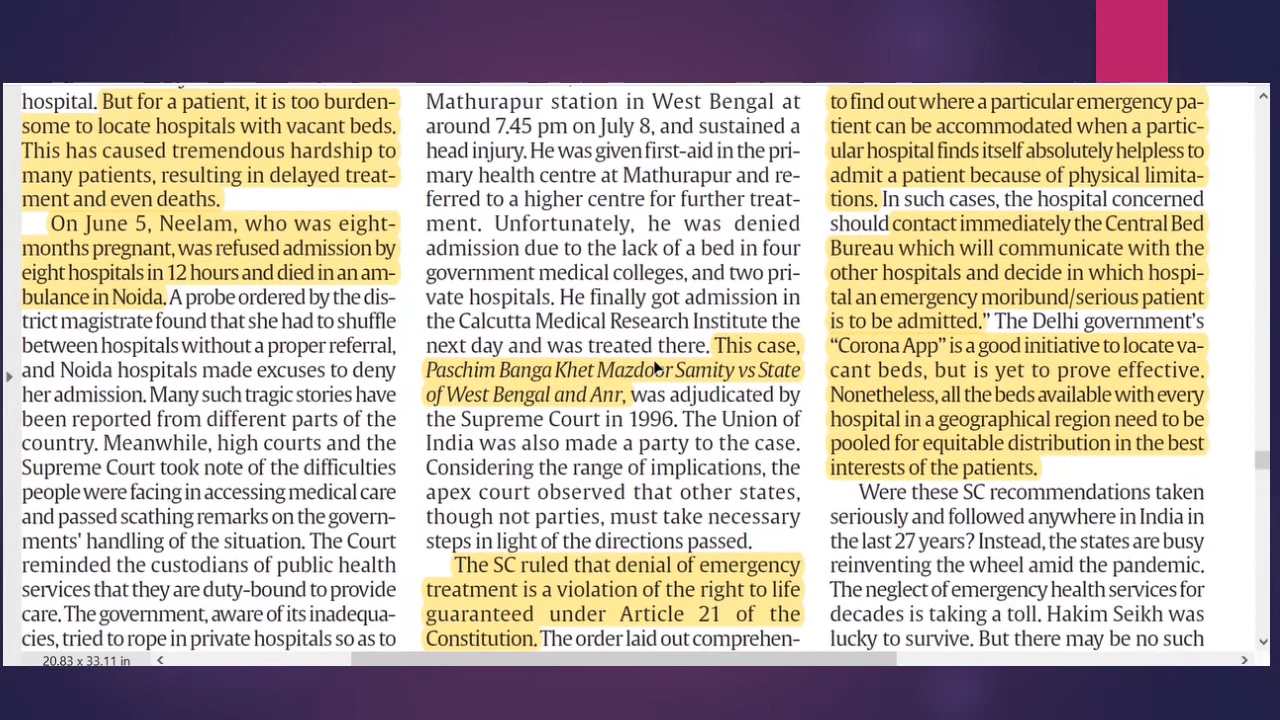 hospital. But for a patient, it is too burden-
some to locate hospitals with vacant beds.
This has caused tremendous hardship to
many patients, resulting in delayed treat-
ment and even deaths.
On June 5, Neelam, who was eight-
months pregnant, was refused admission by
eight hospitals in 12 hours and died in an am-
bulance in Noida. A probe ordered by the dis-
trict magistrate found that she had to shuffle
between hospitals without a proper referral,
and Noida hospitals made excuses to deny
her admission. Many such tragic stories have
been reported from different parts of the
country. Meanwhile, high courts and the
Supreme Court took note of the difficulties
people were facing in accessing medical care
and passed scathing remarks on the govern-
ments' handling of the situation. The Court
reminded the custodians of public health
services that they are duty-bound to provide
care. The government, aware of its inadequa-
cies, tried to rope in private hospitals so as to
Mathurapur station in West Bengal at
around 7.45 pm on July 8, and sustained a
head injury. He was given first-aid in the pri-
mary health centre at Mathurapur and re-
ferred to a higher centre for further treat-
ment. Unfortunately, he was denied
admission due to the lack of a bed in four
government medical colleges, and two pri-
vate hospitals. He finally got admission in
the Calcutta Medical Research Institute the
next day and was treated there. This case,
Paschim Banga Khet Mazdoor Samity vs State
of West Bengal and Anr, was adjudicated by
the Supreme Court in 1996. The Union of
India was also made a party to the case.
Considering the range of implications, the
apex court observed that other states,
though not parties, must take necessary
steps in light of the directions passed.
The SC ruled that denial of emergency
treatment is a violation of the right to life
guaranteed under Article 21 of the
Constitution. The order laid out comprehen-
to find out where a particular emergency pa-
tient can be accommodated when a partic-
ular hospital finds itself absolutely helpless to
admit a patient because of physical limita-
tions. In such cases, the hospital concerned
should contact immediately the Central Bed
Bureau which will communicate with the
other hospitals and decide in which hospi-
tal an emergency moribund/serious patient
is to be admitted.” The Delhi government’s
“Corona App” is a good initiative to locate va-
cant beds, but is yet to prove effective.
Nonetheless, all the beds available with every
hospital in a geographical region need to be
pooled for equitable distribution in the best
interests of the patients.
Were these SC recommendations taken
seriously and followed anywhere in India in
the last 27 years? Instead, the states are busy
reinventing the wheel amid the pandemic.
The neglect of emergency health services for
decades is taking a toll. Hakim Seikh was
lucky to survive. But there may be no such
20.83 x 33.11 in